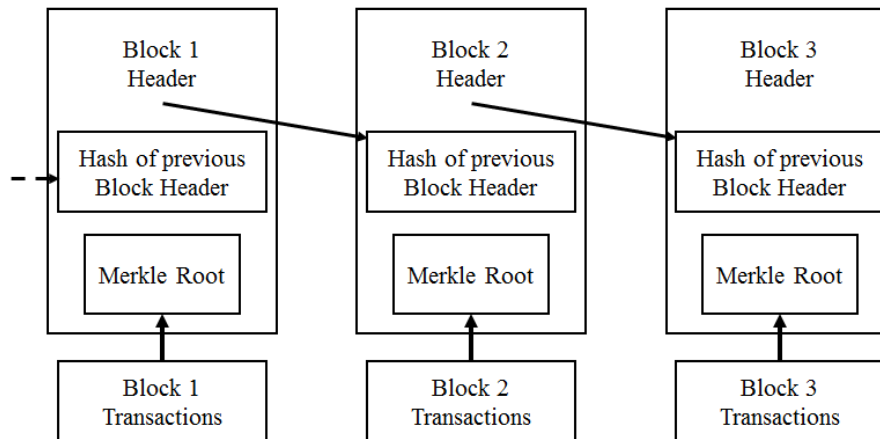 Block 1
Header
Hash of previous
Block Header
Merkle Root
Block 1
Transactions
Block 2
Header
Hash of previous
Block Header
Merkle Root
Block 2
Transactions
Block 3
Header
Hash of previous
Block Header
Merkle Root
Block 3
Transactions